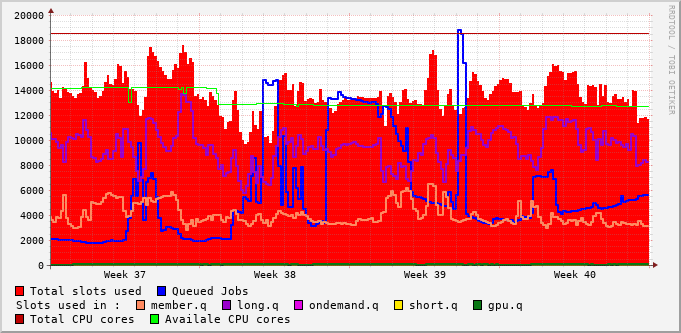 20000
18000
16000
14000
12000
10000
8000
6000
4000
2000
0
Week 37 Week 38 Week 39 Week 40
RRDTOOL / TOBI OETIKER
Total slots used Queued Jobs
Slots used in : member.q long.q ondemand.q short.q gpu.q
Total CPU cores Availale CPU cores